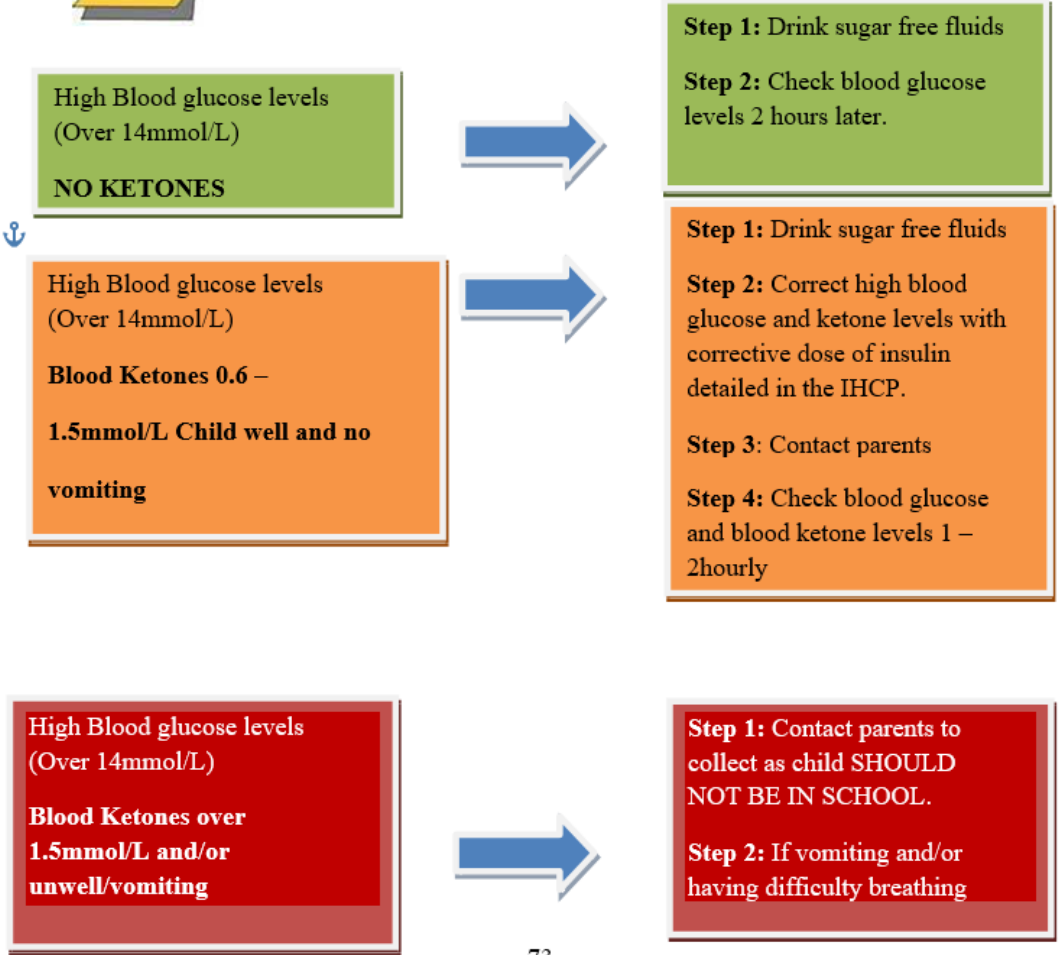 High Blood glucose levels
(Over 14mmol/L)
NO KETONES
Step 1: Drink sugar free fluids
Step 2: Check blood glucose
levels 2 hours later.
High Blood glucose levels
(Over 14mmol/L)
Blood Ketones 0.6 –
1.5mmol/L Child well and no
vomiting
Step 1: Drink sugar free fluids
Step 2: Correct high blood
glucose and ketone levels with
corrective dose of insulin
detailed in the IHCP.
Step 3: Contact parents
Step 4: Check blood glucose
and blood ketone levels 1 –
2hourly
High Blood glucose levels
(Over 14mmol/L)
Blood Ketones over
1.5mmol/L and/or
unwell/vomiting
Step 1: Contact parents to
collect as child SHOULD
NOT BE IN SCHOOL.
Step 2: If vomiting and/or
having difficulty breathing